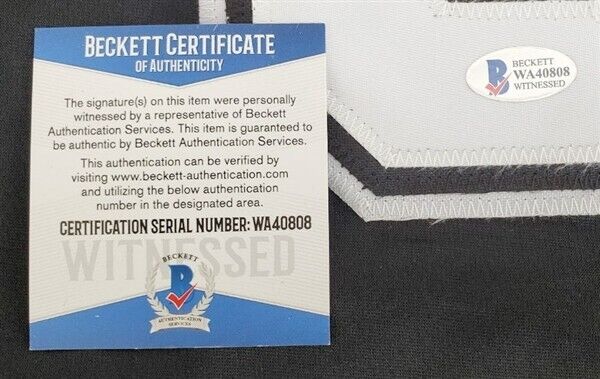 BECKETT CERTIFICATE
OF AUTHENTICITY
The signature(s) on this item were personally
witnessed by a representative of Beckett
Authentication Services. This item is guaranteed to
be authentic by Beckett Authentication Services.
This authentication can be verified by
visiting www.beckett-authentication.com
and utilizing the below authentication
number in the designated area.
CERTIFICATION SERIAL NUMBER: WA40808
WITNESSED
BECKETT
B
AUTHENTICATION
SERVICES
B
BECKETT
WA40808
WITNESSED